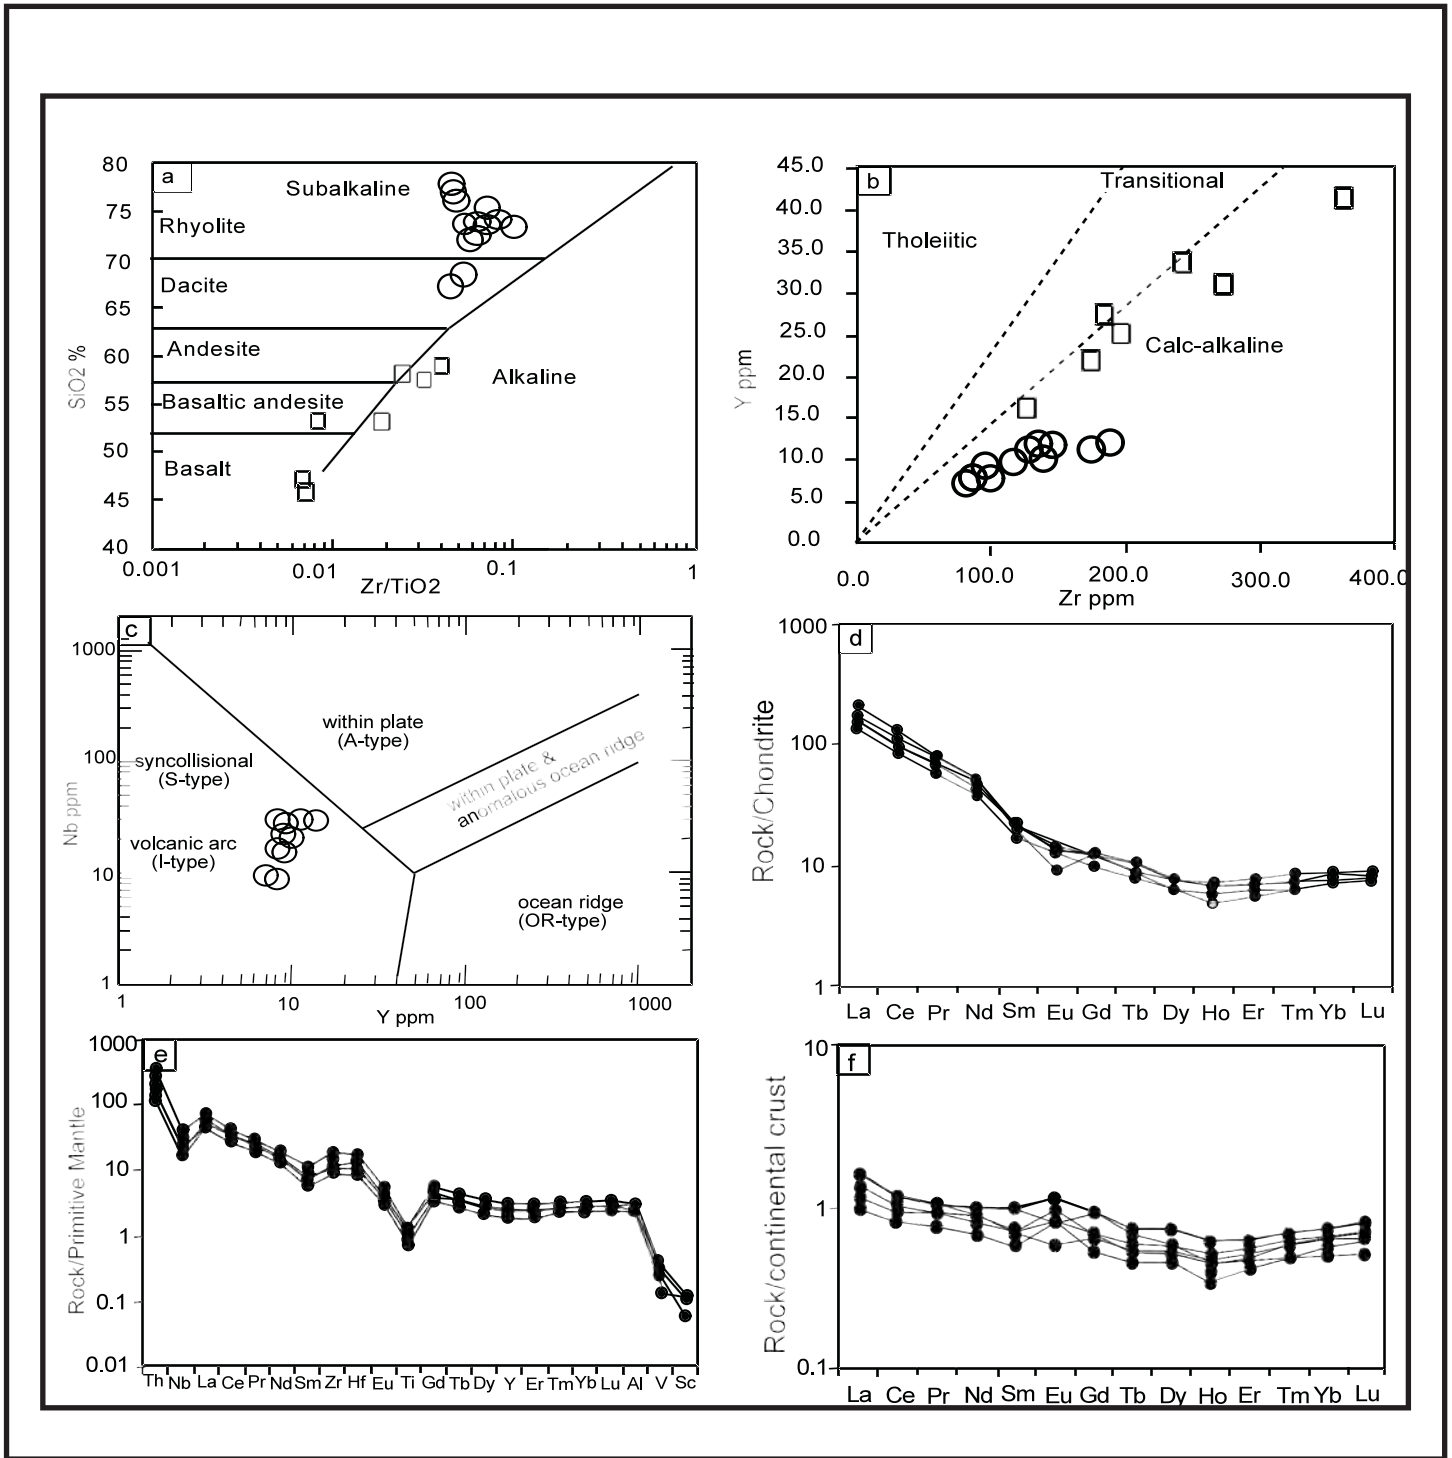 a
80
75
70
65
60
55
50
45
40
SiO2 %
Subalkaline
Rhyolite
Dacite
Andesite
Basaltic andesite
Basalt
Alkaline
0.001 0.01 0.1 1
Zr/TiO2
b
45.0
40.0
35.0
30.0
25.0
20.0
15.0
10.0
5.0
0.0
Y ppm
Transitional
Tholeiitic
Calc-alkaline
0.0 100.0 200.0 300.0 400.0
Zr ppm
c
1000
100
10
1
Nb ppm
within plate
(A-type)
syncollisional
(S-type)
within plate &
anomalous ocean ridge
volcanic arc
(I-type)
ocean ridge
(OR-type)
1 10 100 1000
Y ppm
d
1000
100
10
1
Rock/Chondrite
La Ce Pr Nd Sm Eu Gd Tb Dy Ho Er Tm Yb Lu
e
1000
100
10
1
0.1
0.01
Rock/Primitive Mantle
Th Nb La Ce Pr Nd Sm Zr Hf Eu Ti Gd Tb Dy Y Er Tm Yb Lu Al V Sc
f
10
1
0.1
Rock/continental crust
La Ce Pr Nd Sm Eu Gd Tb Dy Ho Er Tm Yb Lu